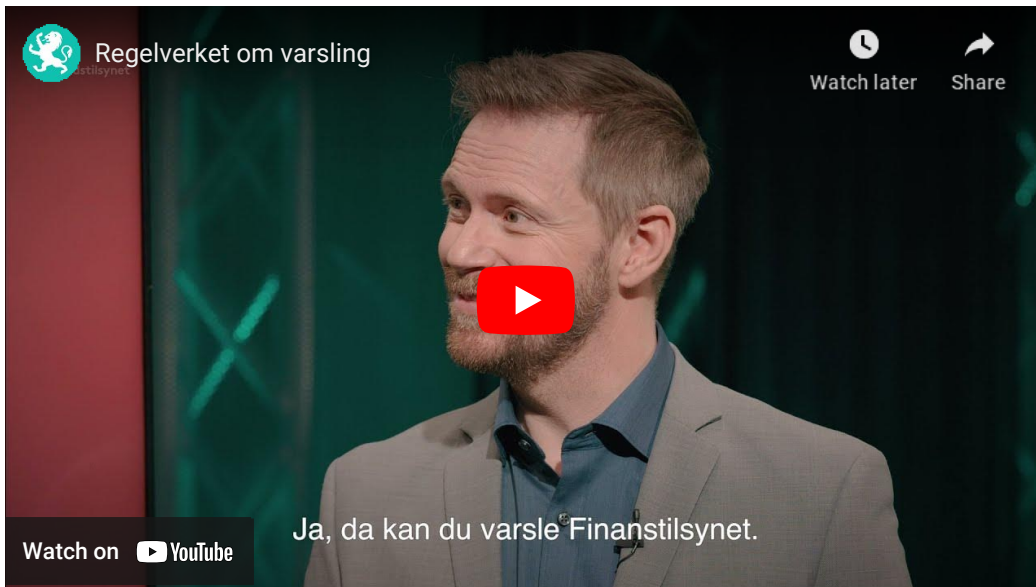 Regelverket om varsling
Watch later
Share
Ja, da kan du varsle Finanstilsynet.
Watch on YouTube